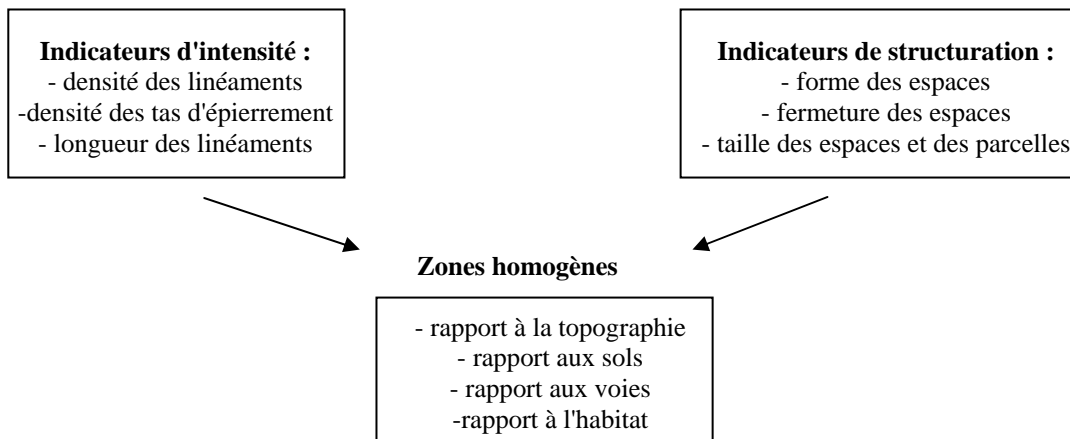 Indicateurs d'intensité :
- densité des linéaments
-densité des tas d'épierrement
- longueur des linéaments
Indicateurs de structuration :
- forme des espaces
- fermeture des espaces
- taille des espaces et des parcelles
Zones homogènes
- rapport à la topographie
- rapport aux sols
- rapport aux voies
-rapport à l'habitat